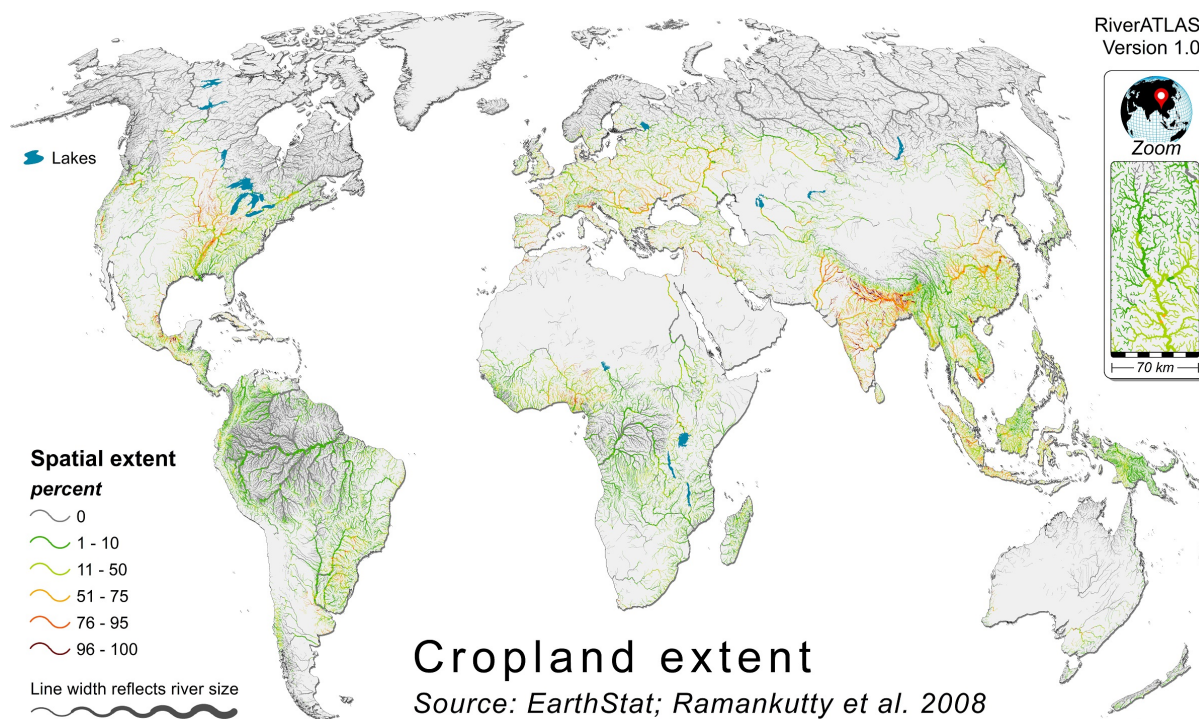 RiverATLAS
Version 1.0
Zoom
70 km
Lakes
Spatial extent
percent
0
1 - 10
11 - 50
51 - 75
76 - 95
96 - 100
Line width reflects river size
Cropland extent
Source: EarthStat; Ramankutty et al. 2008